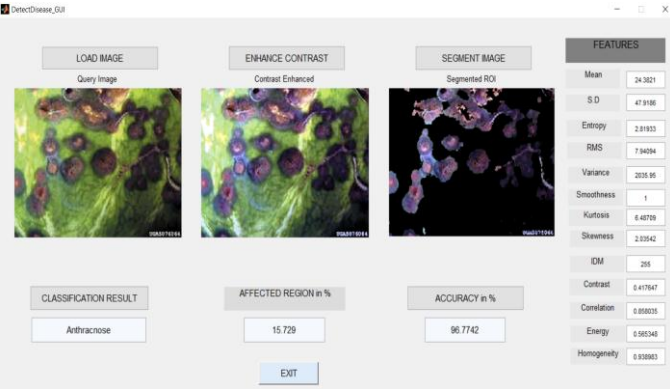 DetectDisease_GUI
LOAD IMAGE
ENHANCE CONTRAST
SEGMENT IMAGE
Query Image
Contrast Enhanced
Segmented ROI
CLASSIFICATION RESULT
AFFECTED REGION in %
ACCURACY in %
Anthracnose
15.729
96.7742
EXIT
FEATURES
Mean 24.3821
S.D 47.9186
Entropy 2.81933
RMS 7.94094
Variance 2035.95
Smoothness 1
Kurtosis 6.48709
Skewness 2.03542
IDM 255
Contrast 0.417647
Correlation 0.858035
Energy 0.565348
Homogeneity 0.938983